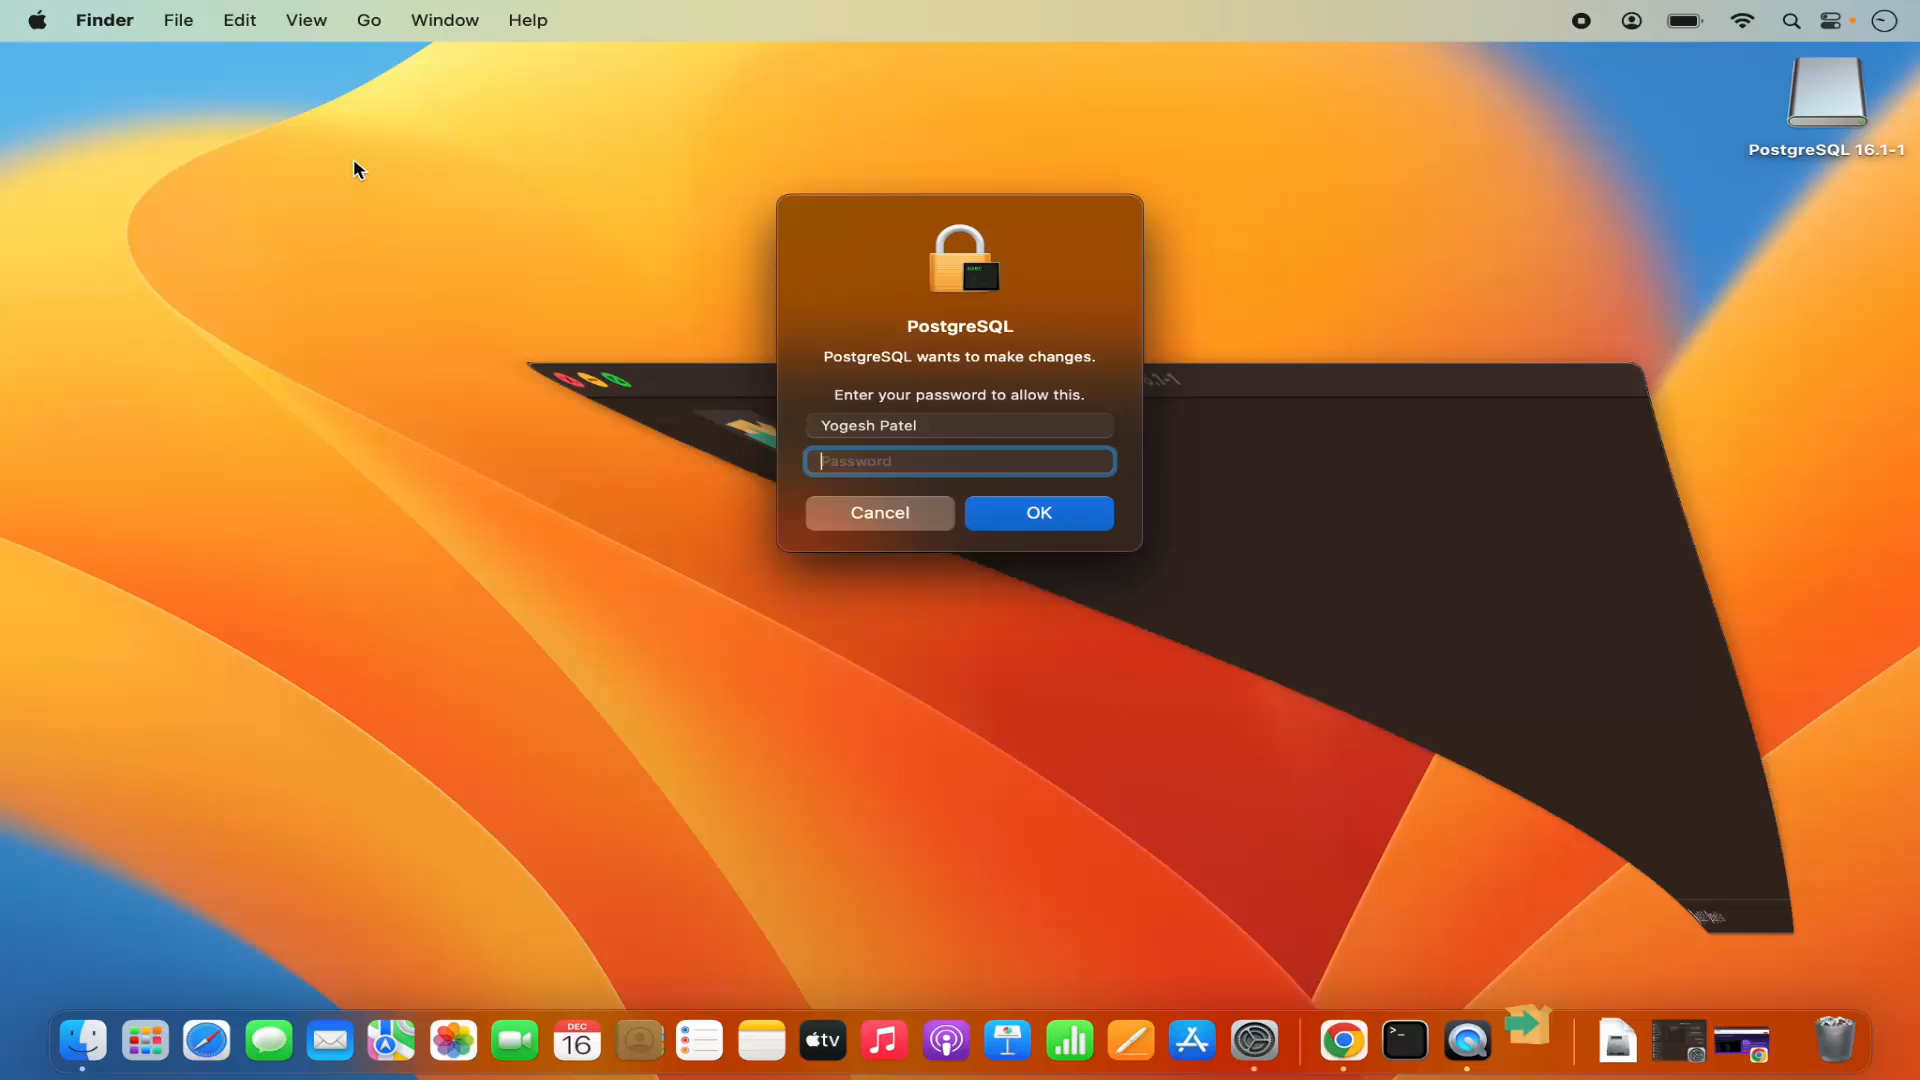 Finder File Edit View Go Window Help
PostgreSQL 16.1-1
PostgreSQL
PostgreSQL wants to make changes.
Enter your password to allow this.
Yogesh Patel
Password
Cancel OK
DEC
16
tv